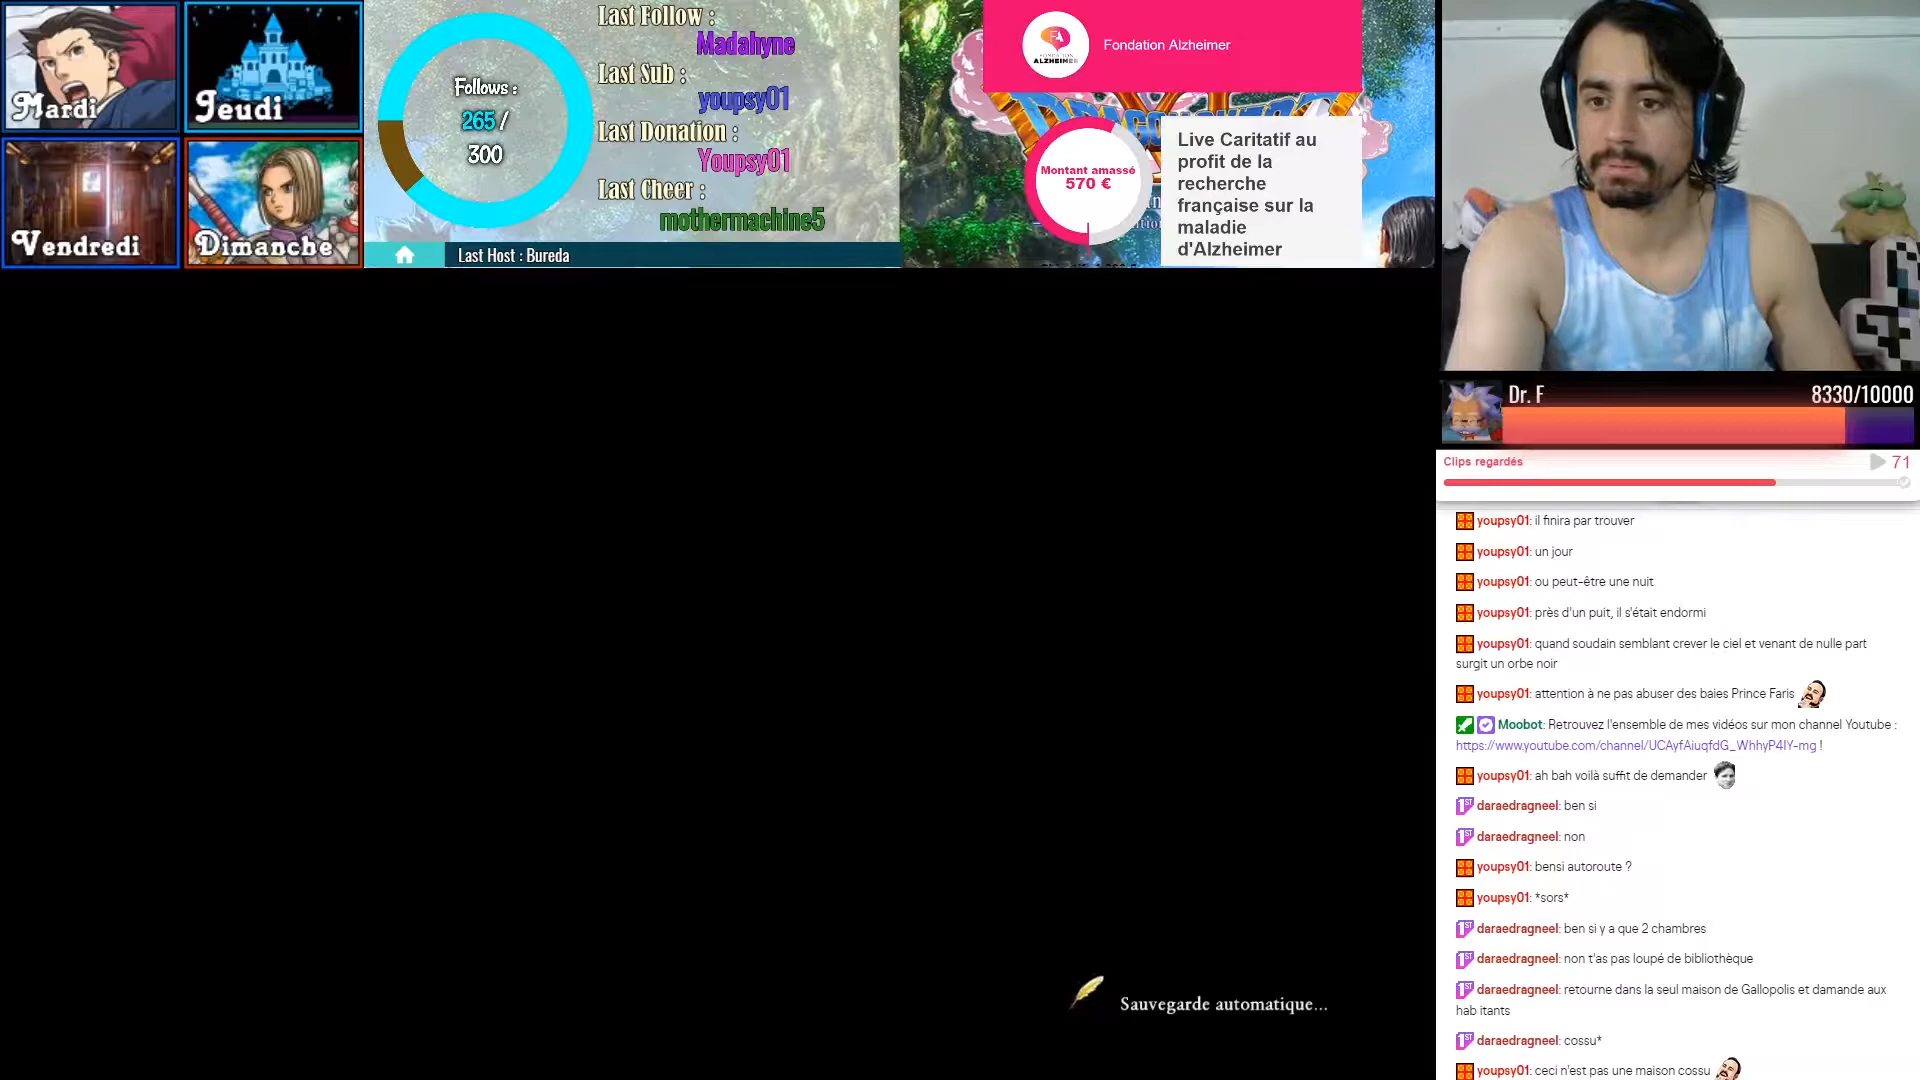 Mardi
Jeudi
Vendredi
Dimanche
Follows :
265 /
300
Last Follow :
Madahyne
Last Sub :
youpsy01
Last Donation :
Youpsy01
Last Cheer :
mothermachine5
Last Host : Bureda
FONDATION
ALZHEIMER
Fondation Alzheimer
Montant amassé
570 €
Live Caritatif au
profit de la
recherche
française sur la
maladie
d'Alzheimer
Dr. F
8330/10000
Clips regardés
71
youpsy01: il finira par trouver
youpsy01: un jour
youpsy01: ou peut-être une nuit
youpsy01: près d'un puit, il s'était endormi
youpsy01: quand soudain semblant crever le ciel et venant de nulle part
surgit un orbe noir
youpsy01: attention à ne pas abuser des baies Prince Faris
Moobot: Retrouvez l'ensemble de mes vidéos sur mon channel Youtube :
https://www.youtube.com/channel/UCAyfAiuqfdG_WhhyP4IY-mg !
youpsy01: ah bah voilà suffit de demander
1ST daraedragneel: ben si
1ST daraedragneel: non
youpsy01: bensi autoroute ?
youpsy01: *sors*
1ST daraedragneel: ben si y a que 2 chambres
1ST daraedragneel: non t'as pas loupé de bibliothèque
1ST daraedragneel: retourne dans la seul maison de Gallopolis et damande aux
hab itants
1ST daraedragneel: cossu*
youpsy01: ceci n'est pas une maison cossu
Sauvegarde automatique...